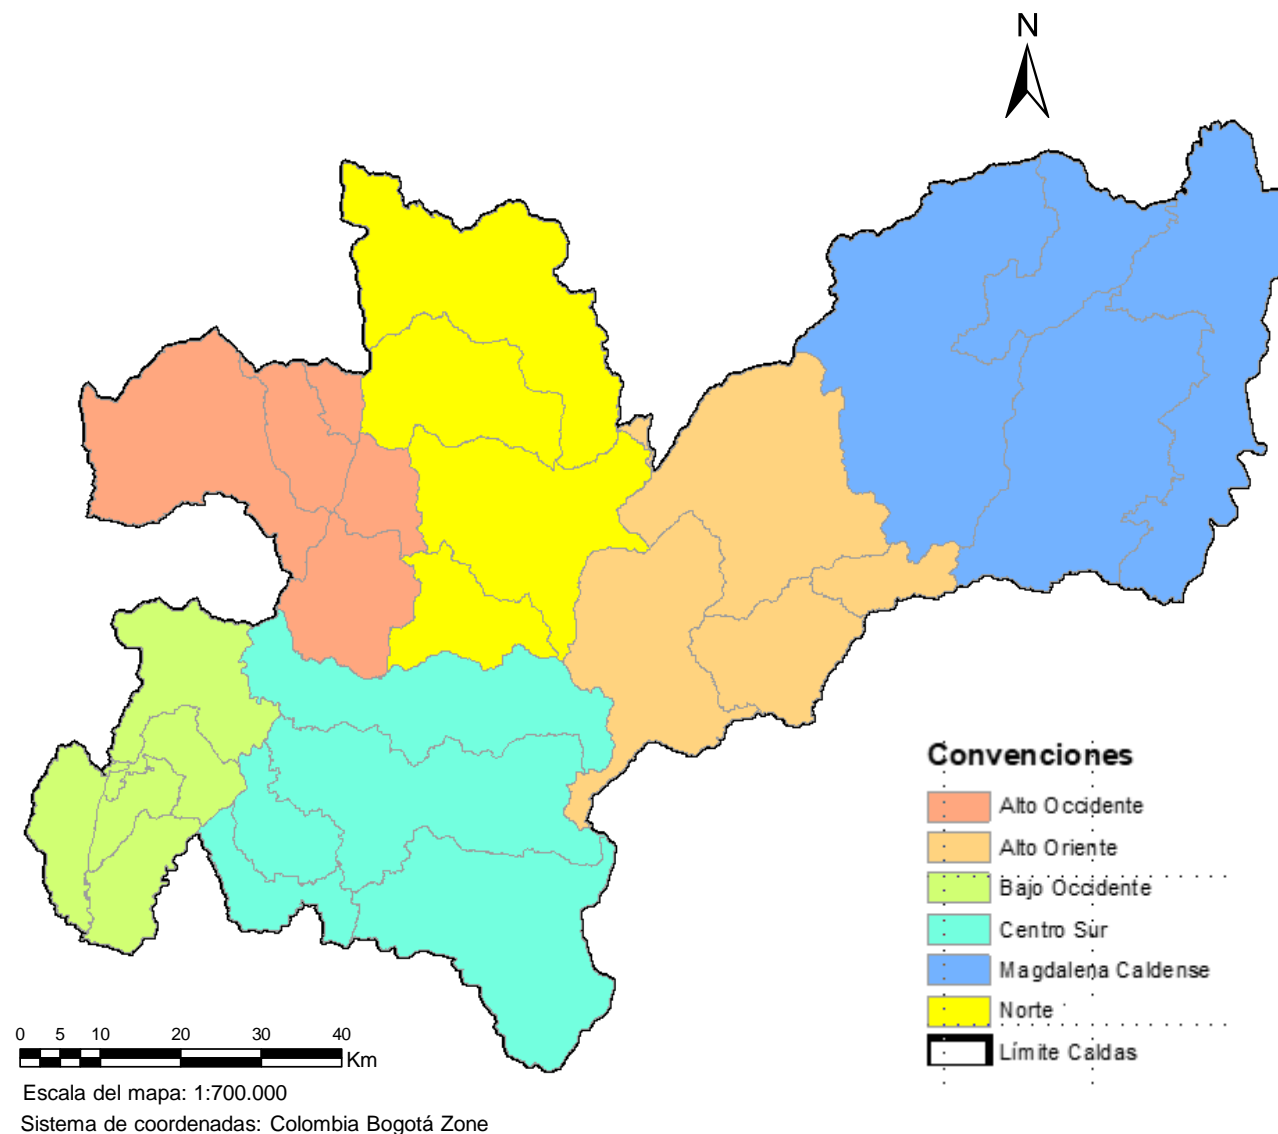 N
Convenciones
Alto Occidente
Alto Oriente
Bajo Occidente
Centro Sur
Magdalena Caldense
Norte
Límite Caldas
0 5 10 20 30 40
Km
Escala del mapa: 1:700.000
Sistema de coordenadas: Colombia Bogotá Zone